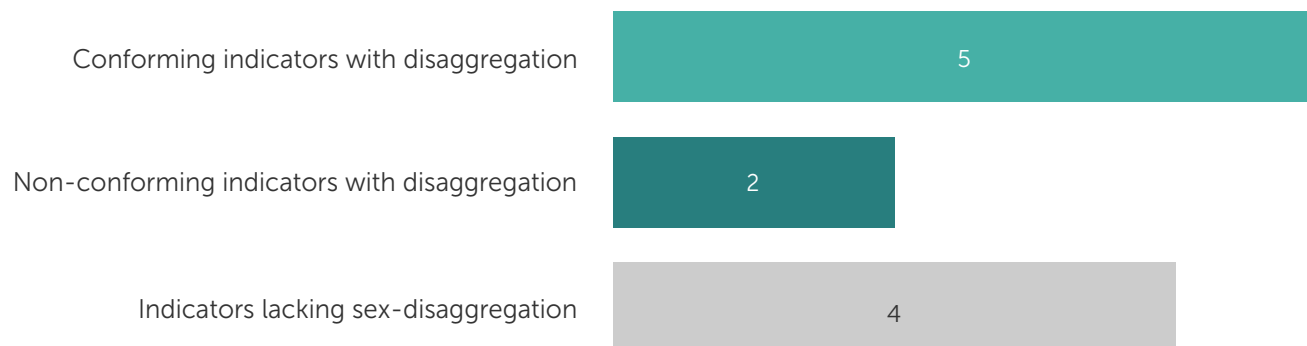 Conforming indicators with disaggregation
5
Non-conforming indicators with disaggregation
2
Indicators lacking sex-disaggregation
4